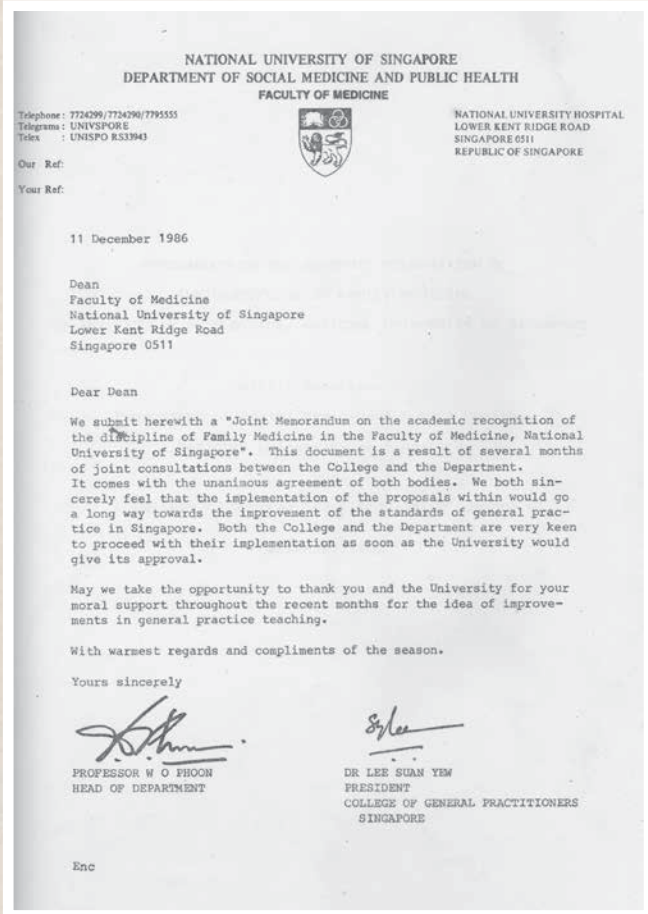 NATIONAL UNIVERSITY OF SINGAPORE
DEPARTMENT OF SOCIAL MEDICINE AND PUBLIC HEALTH
FACULTY OF MEDICINE
Telephone : 7724299/7724290/7795555
Telegrams : UNIVSPORE
Telex : UNISPO RS33943
Our Ref:
Your Ref:
NATIONAL UNIVERSITY HOSPITAL
LOWER KENT RIDGE ROAD
SINGAPORE 0511
REPUBLIC OF SINGAPORE
11 December 1986
Dean
Faculty of Medicine
National University of Singapore
Lower Kent Ridge Road
Singapore 0511
Dear Dean
We submit herewith a "Joint Memorandum on the academic recognition of
the discipline of Family Medicine in the Faculty of Medicine, National
University of Singapore". This document is a result of several months
of joint consultations between the College and the Department.
It comes with the unanimous agreement of both bodies. We both sin-
cerely feel that the implementation of the proposals within would go
a long way towards the improvement of the standards of general prac-
tice in Singapore. Both the College and the Department are very keen
to proceed with their implementation as soon as the University would
give its approval.
May we take the opportunity to thank you and the University for your
moral support throughout the recent months for the idea of improve-
ments in general practice teaching.
With warmest regards and compliments of the season.
Yours sincerely
PROFESSOR W O PHOON
HEAD OF DEPARTMENT
Sylee
DR LEE SUAN YEW
PRESIDENT
COLLEGE OF GENERAL PRACTITIONERS
SINGAPORE
Enc